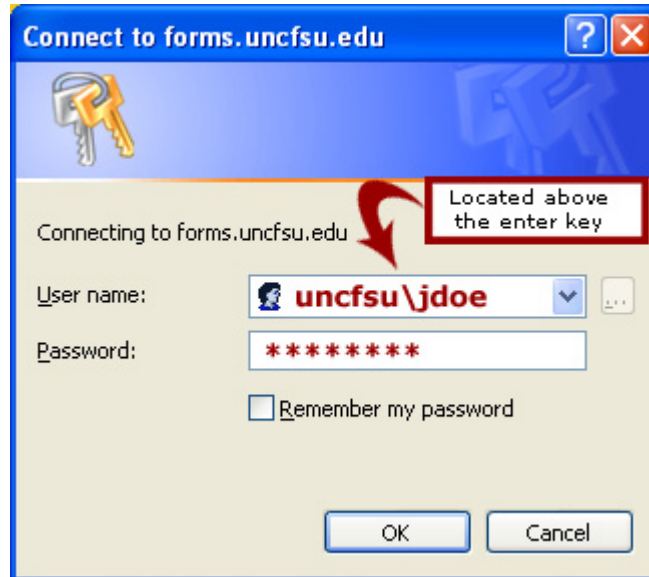 Connect to forms.uncfsu.edu
Located above
the enter key
Connecting to forms.uncfsu.edu
User name: uncfsu\jdoe ...
Password: ********
Remember my password
OK Cancel